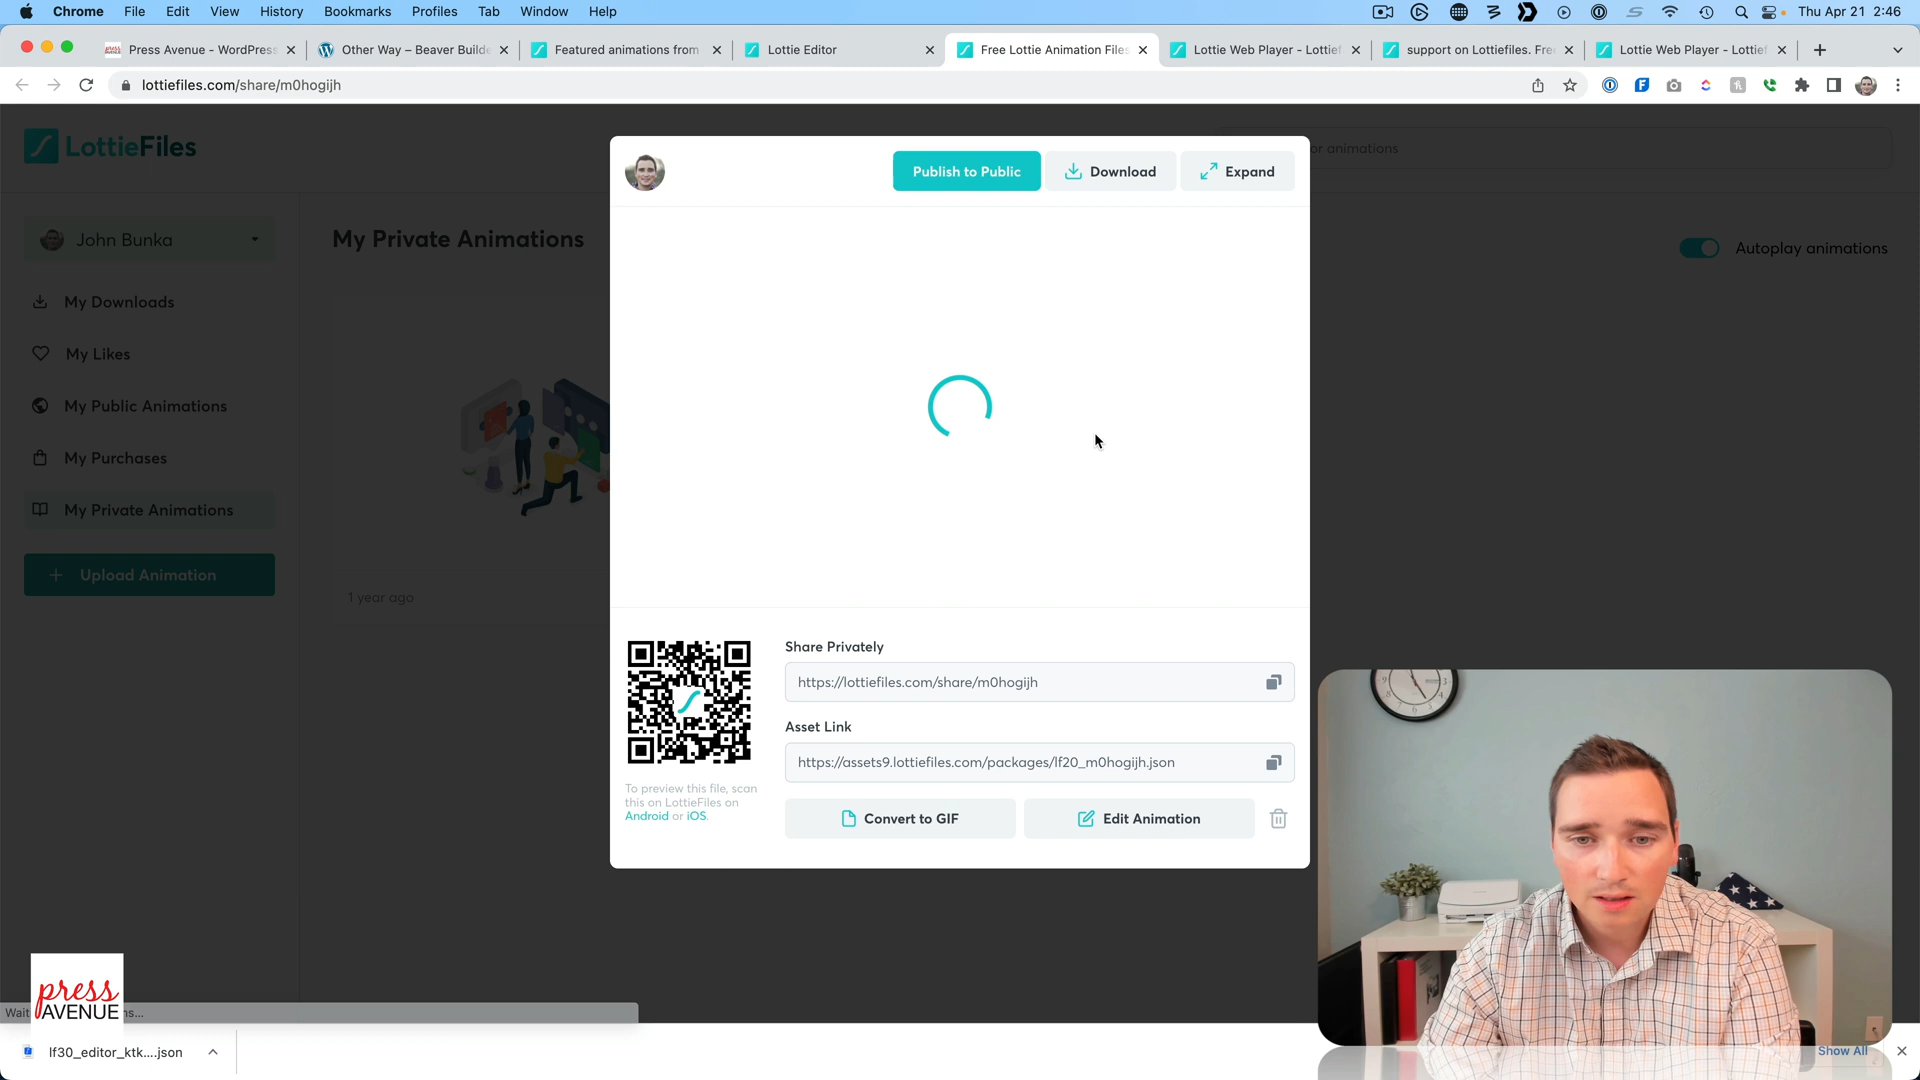 Chrome File Edit View History Bookmarks Profiles Tab Window Help
Thu Apr 21 2:46
Press Avenue - WordPress
Other Way – Beaver Builde
Featured animations from
Lottie Editor
Free Lottie Animation Files
Lottie Web Player - Lottief
support on Lottiefiles. Fre
Lottie Web Player - Lottief
lottiefiles.com/share/m0hogijh
LottieFiles
or animations
Publish to Public
Download
Expand
John Bunka
My Private Animations
Autoplay animations
My Downloads
My Likes
My Public Animations
My Purchases
My Private Animations
+ Upload Animation
1 year ago
Share Privately
https://lottiefiles.com/share/m0hogijh
Asset Link
https://assets9.lottiefiles.com/packages/lf20_m0hogijh.json
To preview this file, scan
this on LottieFiles on
Android or iOS.
Convert to GIF
Edit Animation
press
AVENUE
Wait
ns...
lf30_editor_ktk....json
Show All